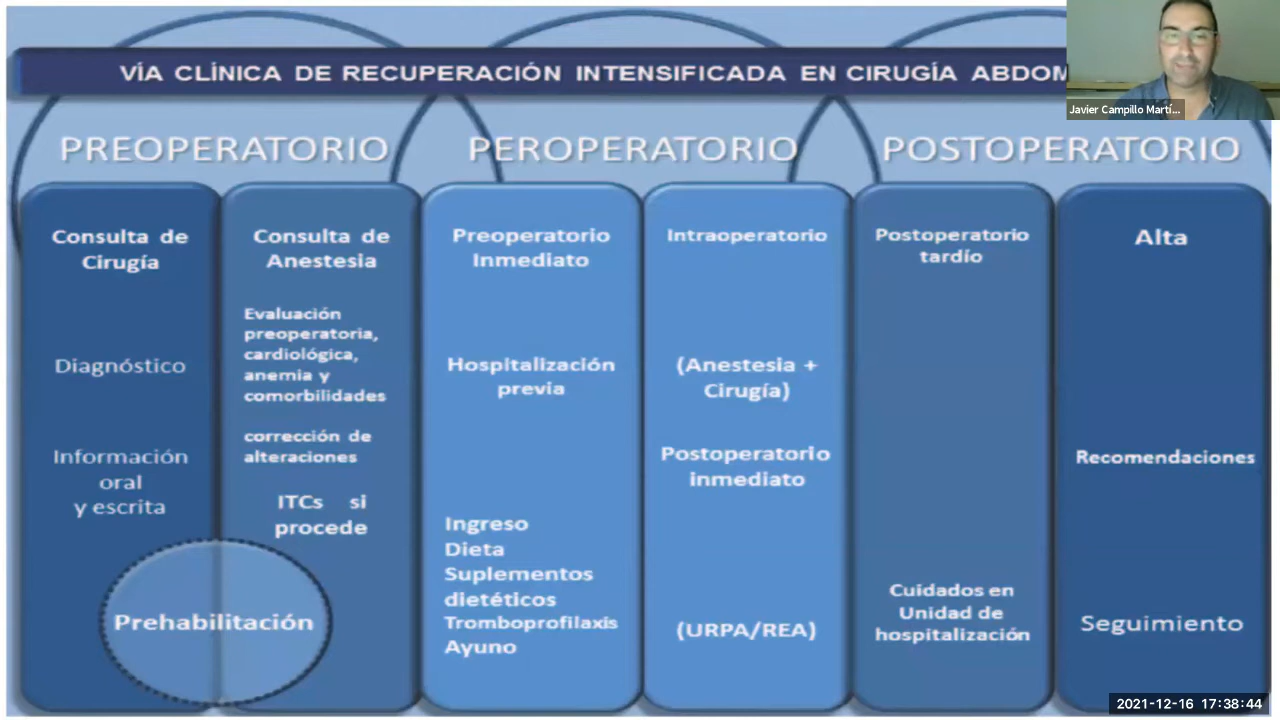 VÍA CLÍNICA DE RECUPERACIÓN INTENSIFICADA EN CIRUGÍA
Javier Campillo Martí...
PREOPERATORIO
PEROPERATORIO
POSTOPERATORIO
Consulta de
Cirugía
Diagnóstico
Información
oral
y escrita
Consulta de
Anestesia
Evaluación
preoperatoria,
cardiológica,
anemia y
comorbilidades
corrección de
alteraciones
ITCs si
procede
Prehabilitación
Preoperatorio
Inmediato
Hospitalización
previa
Ingreso
Dieta
Suplementos
dietéticos
Tromboprofilaxis
Ayuno
Intraoperatorio
(Anestesia +
Cirugía)
Postoperatorio
inmediato
(URPA/REA)
Postoperatorio
tardío
Cuidados en
Unidad de
hospitalización
Alta
Recomendaciones
Seguimiento
2021-12-16 17:38:44